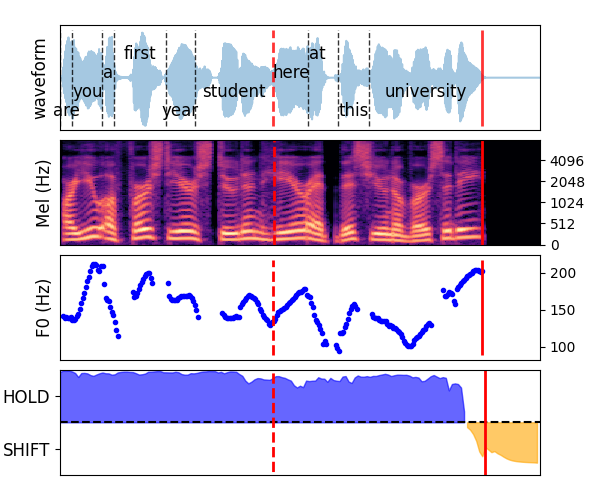 waveform
are you a first year student here at this university
Mel (Hz)
4096
2048
1024
512
0
F0 (Hz)
200
150
100
HOLD
SHIFT